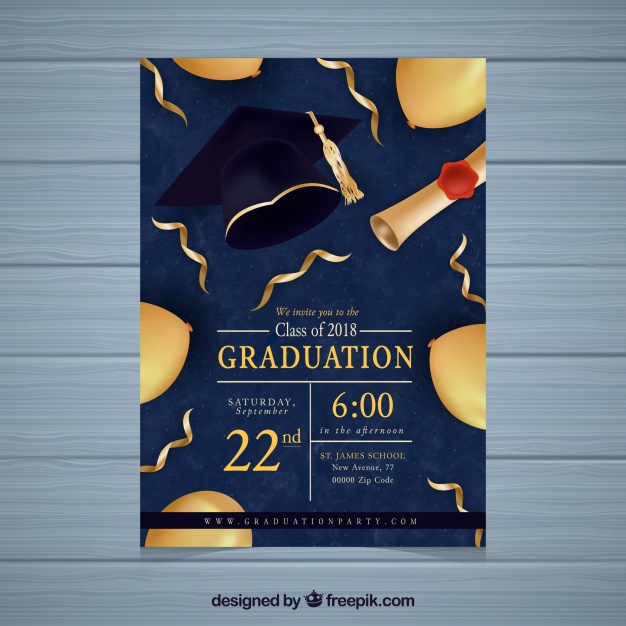 We invite you to the
Class of 2018
GRADUATION
SATURDAY,
September
22nd
6:00
in the afternoon
ST. JAMES SCHOOL
New Avenue, 77
00000 Zip Code
WWW.GRADUATIONPARTY.COM
designed by freepik.com